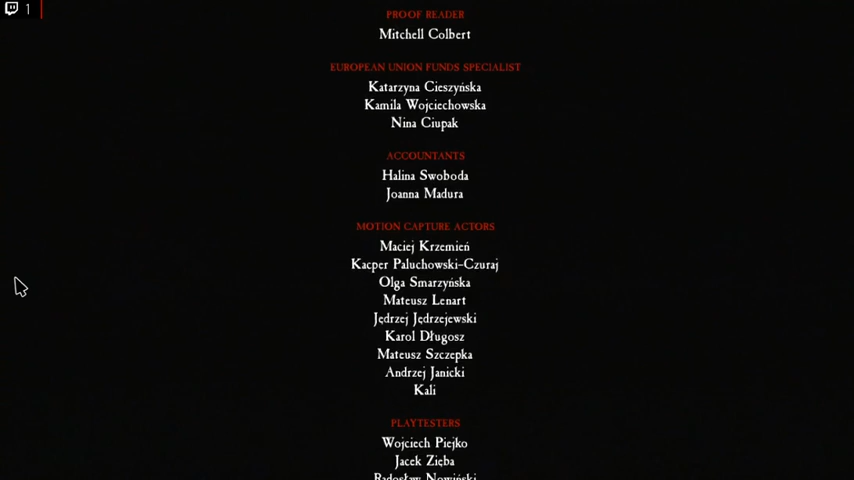 1
PROOF READER
Mitchell Colbert
EUROPEAN UNION FUNDS SPECIALIST
Katarzyna Cieszyńska
Kamila Wojciechowska
Nina Ciupak
ACCOUNTANTS
Halina Swoboda
Joanna Madura
MOTION CAPTURE ACTORS
Maciej Krzemień
Kacper Paluchowski-Czuraj
Olga Smarzyńska
Mateusz Lenart
Jędrzej Jędrzejewski
Karol Długosz
Mateusz Szczepka
Andrzej Janicki
Kali
PLAYTESTERS
Wojciech Piejko
Jacek Zięba
Radosław Nowiński